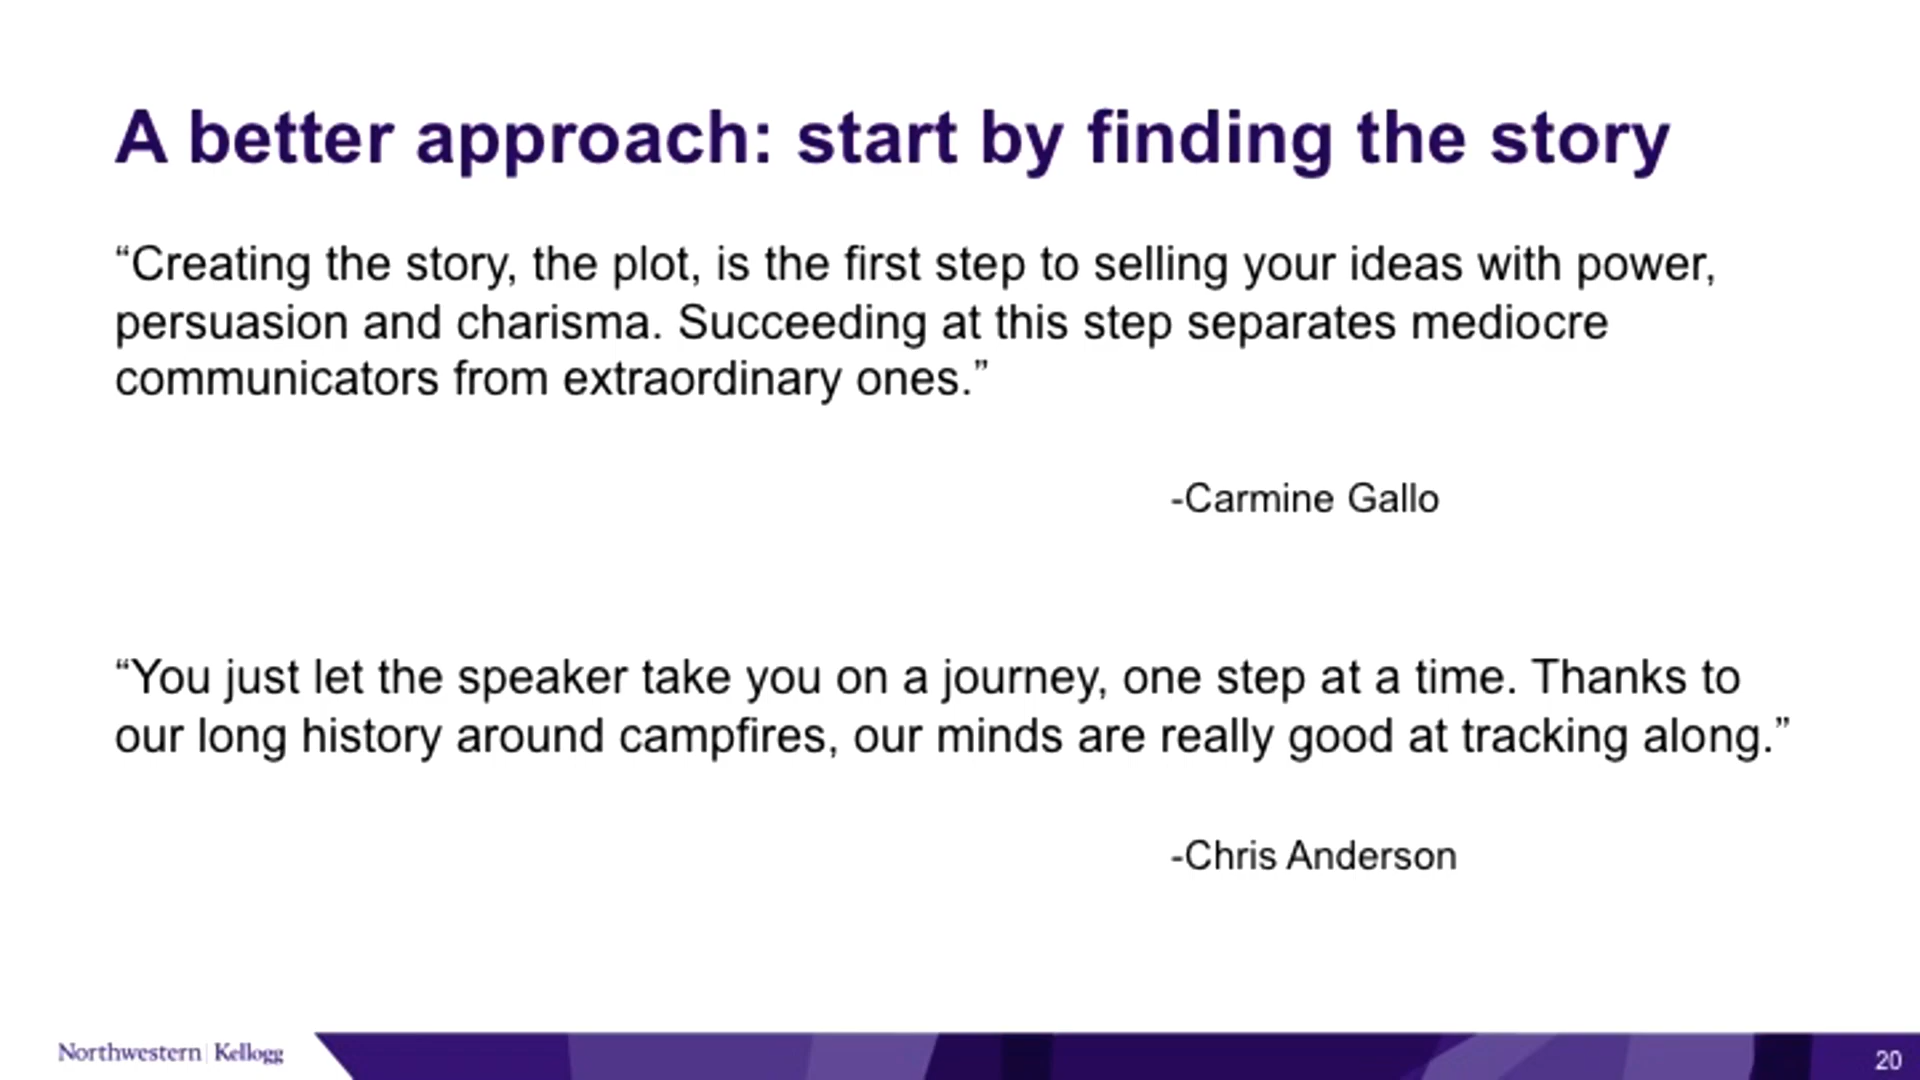 A better approach: start by finding the story
“Creating the story, the plot, is the first step to selling your ideas with power,
persuasion and charisma. Succeeding at this step separates mediocre
communicators from extraordinary ones.”
-Carmine Gallo
“You just let the speaker take you on a journey, one step at a time. Thanks to
our long history around campfires, our minds are really good at tracking along.”
-Chris Anderson
Northwestern | Kellogg
20